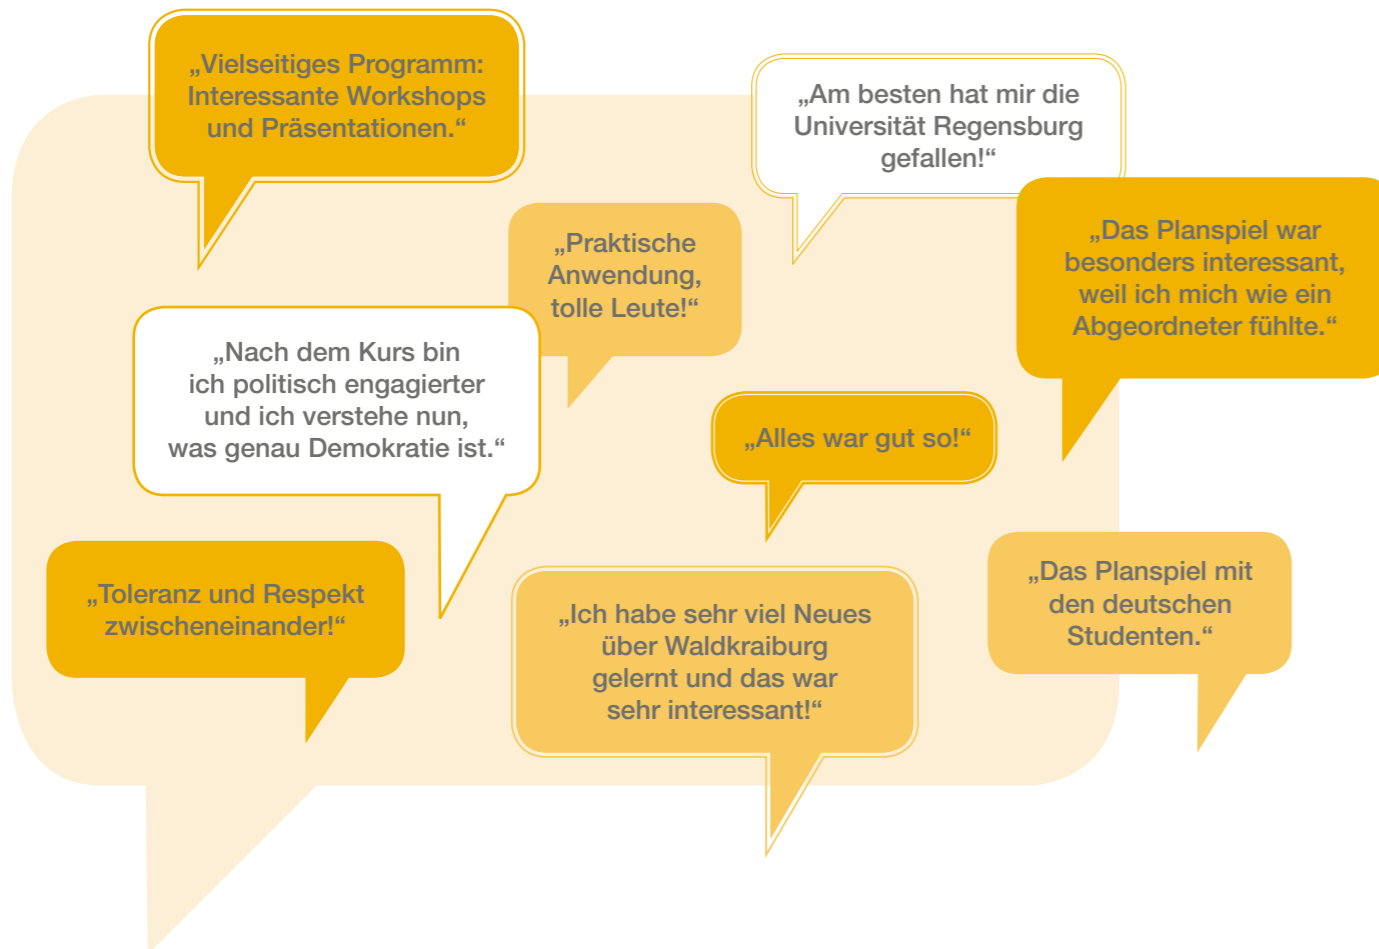 „Vielseitiges Programm:
Interessante Workshops
und Präsentationen.“
„Am besten hat mir die
Universität Regensburg
gefallen!“
„Praktische
Anwendung,
tolle Leute!“
„Das Planspiel war
besonders interessant,
weil ich mich wie ein
Abgeordneter fühlte.“
„Nach dem Kurs bin
ich politisch engagierter
und ich verstehe nun,
was genau Demokratie ist.“
„Alles war gut so!“
„Toleranz und Respekt
zwischeneinander!“
„Ich habe sehr viel Neues
über Waldkraiburg
gelernt und das war
sehr interessant!“
„Das Planspiel mit
den deutschen
Studenten.“